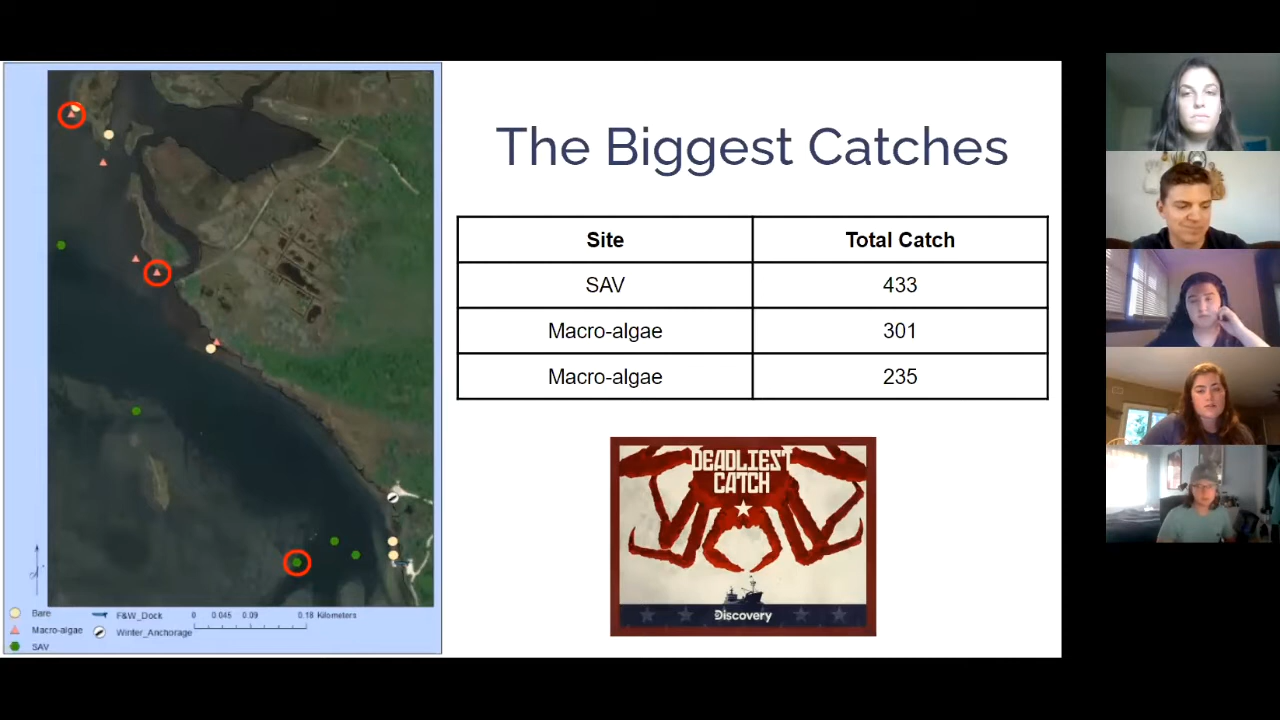 The Biggest Catches
Site Total Catch
SAV 433
Macro-algae 301
Macro-algae 235
DEADLIEST
CATCH
Discovery
Bare F&W_Dock 0 0.045 0.09 0.18 Kilometers
Macro-algae Winter_Anchorage
SAV